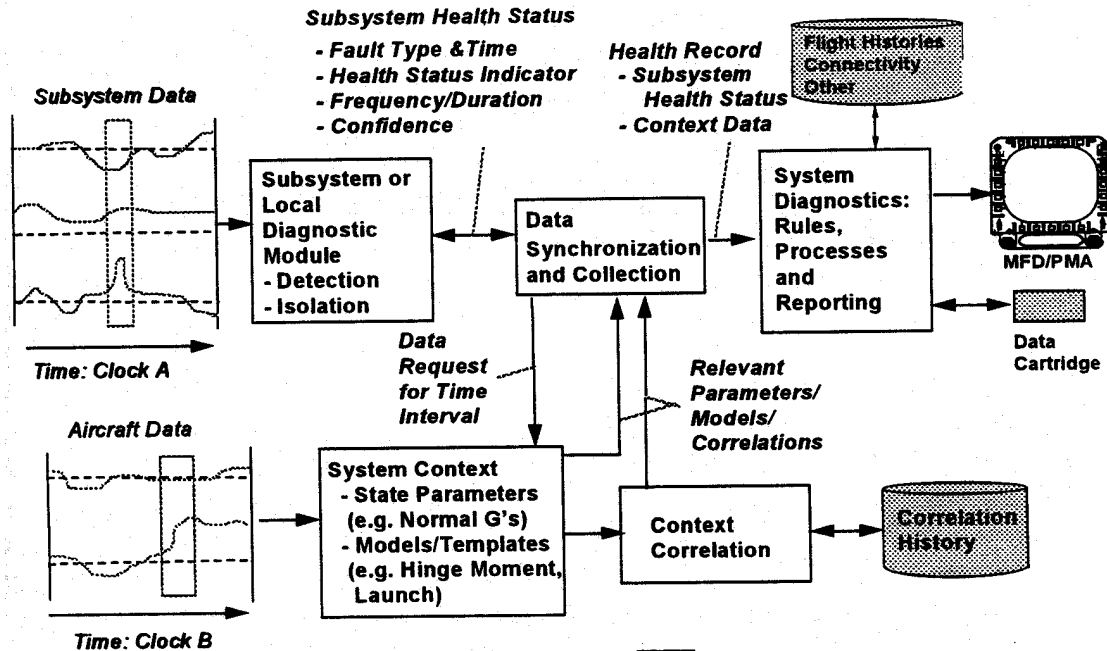 Subsystem Health Status
- Fault Type &Time
- Health Status Indicator
- Frequency/Duration
- Confidence
Health Record
- Subsystem
Health Status
- Context Data
Flight Histories
Connectivity
Other
Subsystem Data
Time: Clock A
Subsystem or
Local
Diagnostic
Module
- Detection
- Isolation
Data
Synchronization
and Collection
System
Diagnostics:
Rules,
Processes
and
Reporting
MFD/PMA
Data
Cartridge
Data
Request
for Time
Interval
Relevant
Parameters/
Models/
Correlations
Aircraft Data
Time: Clock B
System Context
- State Parameters
(e.g. Normal G's)
- Models/Templates
(e.g. Hinge Moment,
Launch)
Context
Correlation
Correlation
History